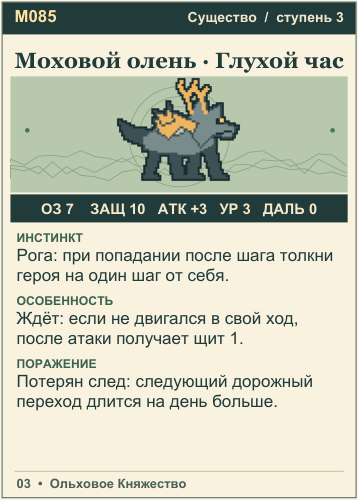 M085
Существо / ступень 3
Моховой олень · Глухой час
ОЗ 7 ЗАЩ 10 АТК +3 УР 3 ДАЛЬ 0
ИНСТИНКТ
Рога: при попадании после шага толкни
героя на один шаг от себя.
ОСОБЕННОСТЬ
Ждёт: если не двигался в свой ход,
после атаки получает щит 1.
ПОРАЖЕНИЕ
Потерян след: следующий дорожный
переход длится на день больше.
03 • Ольховое Княжество